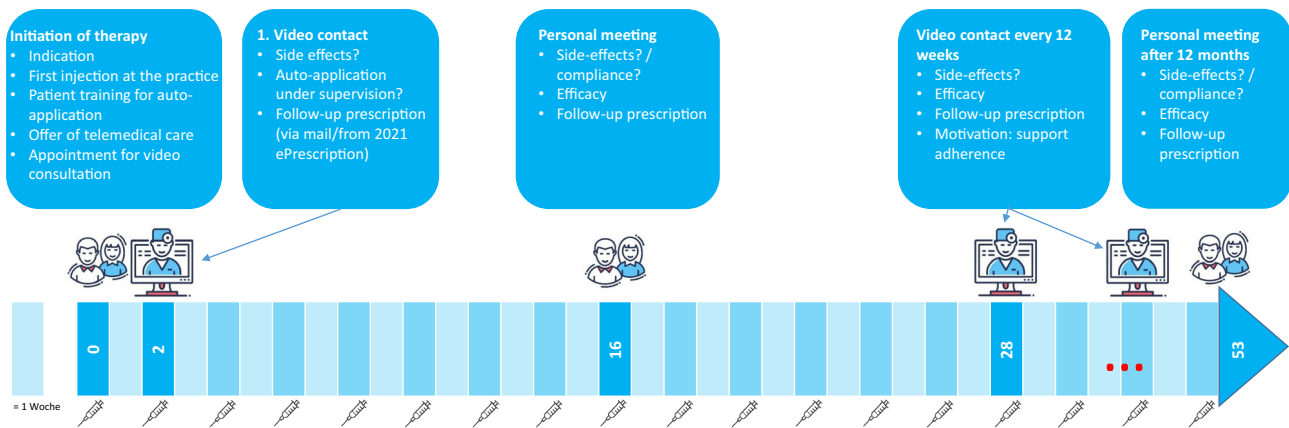 Initiation of therapy
• Indication
• First injection at the practice
• Patient training for auto-
application
• Offer of telemedical care
• Appointment for video
consultation
1. Video contact
• Side effects?
• Auto-application
under supervision?
• Follow-up prescription
(via mail/from 2021
ePrescription)
Personal meeting
• Side-effects? /
compliance?
• Efficacy
• Follow-up prescription
Video contact every 12
weeks
• Side-effects?
• Efficacy
• Follow-up prescription
• Motivation: support
adherence
Personal meeting
after 12 months
• Side-effects? /
compliance?
• Efficacy
• Follow-up
prescription
0
2
16
28
...
53
= 1 Woche